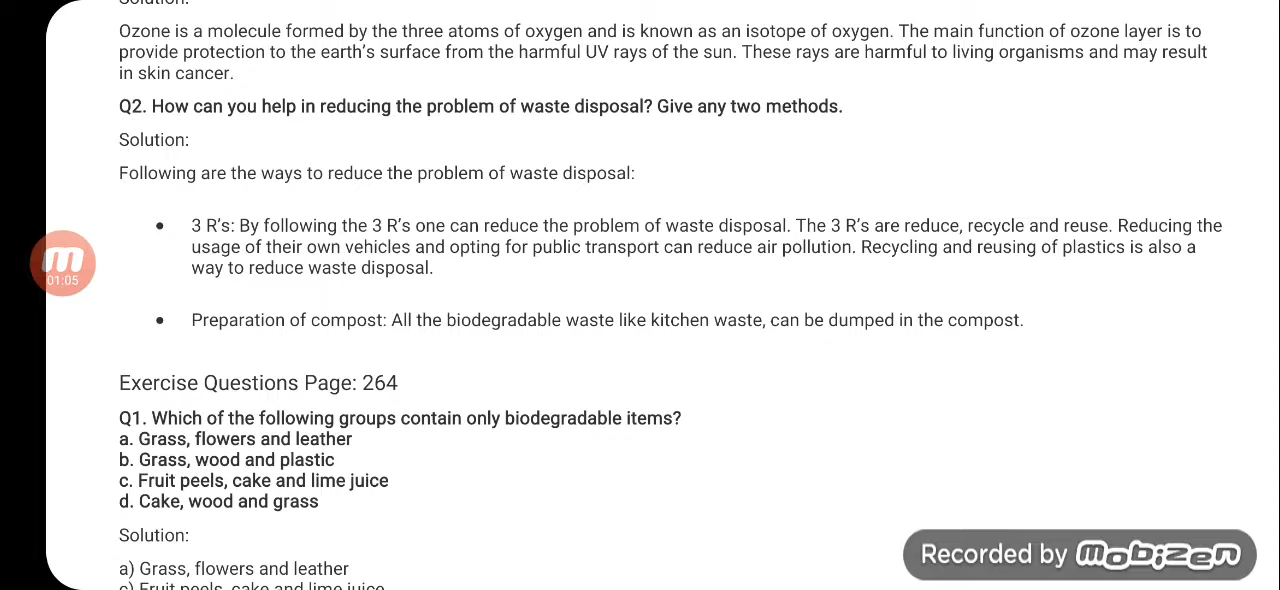 Solution:
Ozone is a molecule formed by the three atoms of oxygen and is known as an isotope of oxygen. The main function of ozone layer is to
provide protection to the earth's surface from the harmful UV rays of the sun. These rays are harmful to living organisms and may result
in skin cancer.
Q2. How can you help in reducing the problem of waste disposal? Give any two methods.
Solution:
Following are the ways to reduce the problem of waste disposal:
• 3 R's: By following the 3 R's one can reduce the problem of waste disposal. The 3 R's are reduce, recycle and reuse. Reducing the
usage of their own vehicles and opting for public transport can reduce air pollution. Recycling and reusing of plastics is also a
way to reduce waste disposal.
m
01:05
• Preparation of compost: All the biodegradable waste like kitchen waste, can be dumped in the compost.
Exercise Questions Page: 264
Q1. Which of the following groups contain only biodegradable items?
a. Grass, flowers and leather
b. Grass, wood and plastic
c. Fruit peels, cake and lime juice
d. Cake, wood and grass
Solution:
Recorded by mobizen
a) Grass, flowers and leather
c) Fruit peels, cake and lime juice